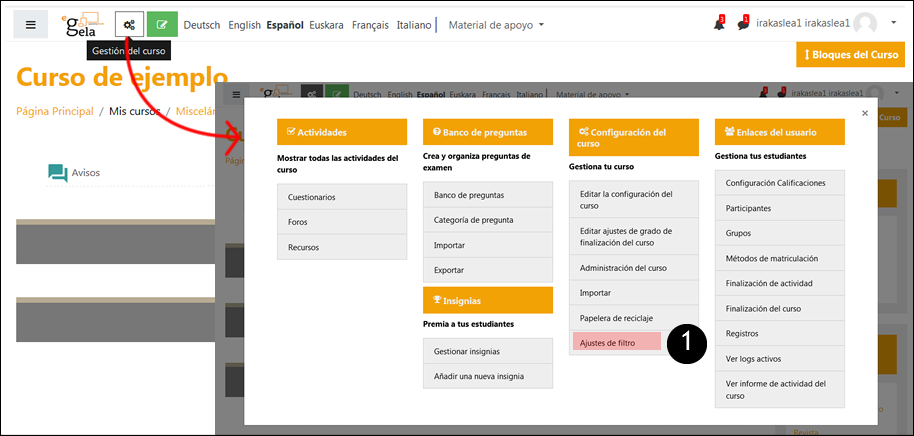 eGela
Deutsch English Español Euskara Français Italiano
Material de apoyo
3
1
irakaslea1 irakaslea1
Gestión del curso
Bloques del Curso
Curso de ejemplo
Página Principal / Mis cursos / Miscelán
Avisos
Deutsch English Español Euskara Français Italiano
Material de apoyo
irakaslea1 irakaslea1
Curso
Pági
Actividades
Mostrar todas las actividades del
curso
Cuestionarios
Foros
Recursos
Banco de preguntas
Crea y organiza preguntas de
examen
Banco de preguntas
Categoría de pregunta
Importar
Exportar
Insignias
Premia a tus estudiantes
Gestionar insignias
Añadir una nueva insignia
Configuración del
curso
Gestiona tu curso
Editar la configuración del
curso
Editar ajustes de grado de
finalización del curso
Administración del curso
Importar
Papelera de reciclaje
Ajustes de filtro
1
Enlaces del usuario
Gestiona tus estudiantes
Configuración Calificaciones
Participantes
Grupos
Métodos de matriculación
Finalización de actividad
Finalización del curso
Registros
Ver logs activos
Ver informe de actividad del
curso
Revista